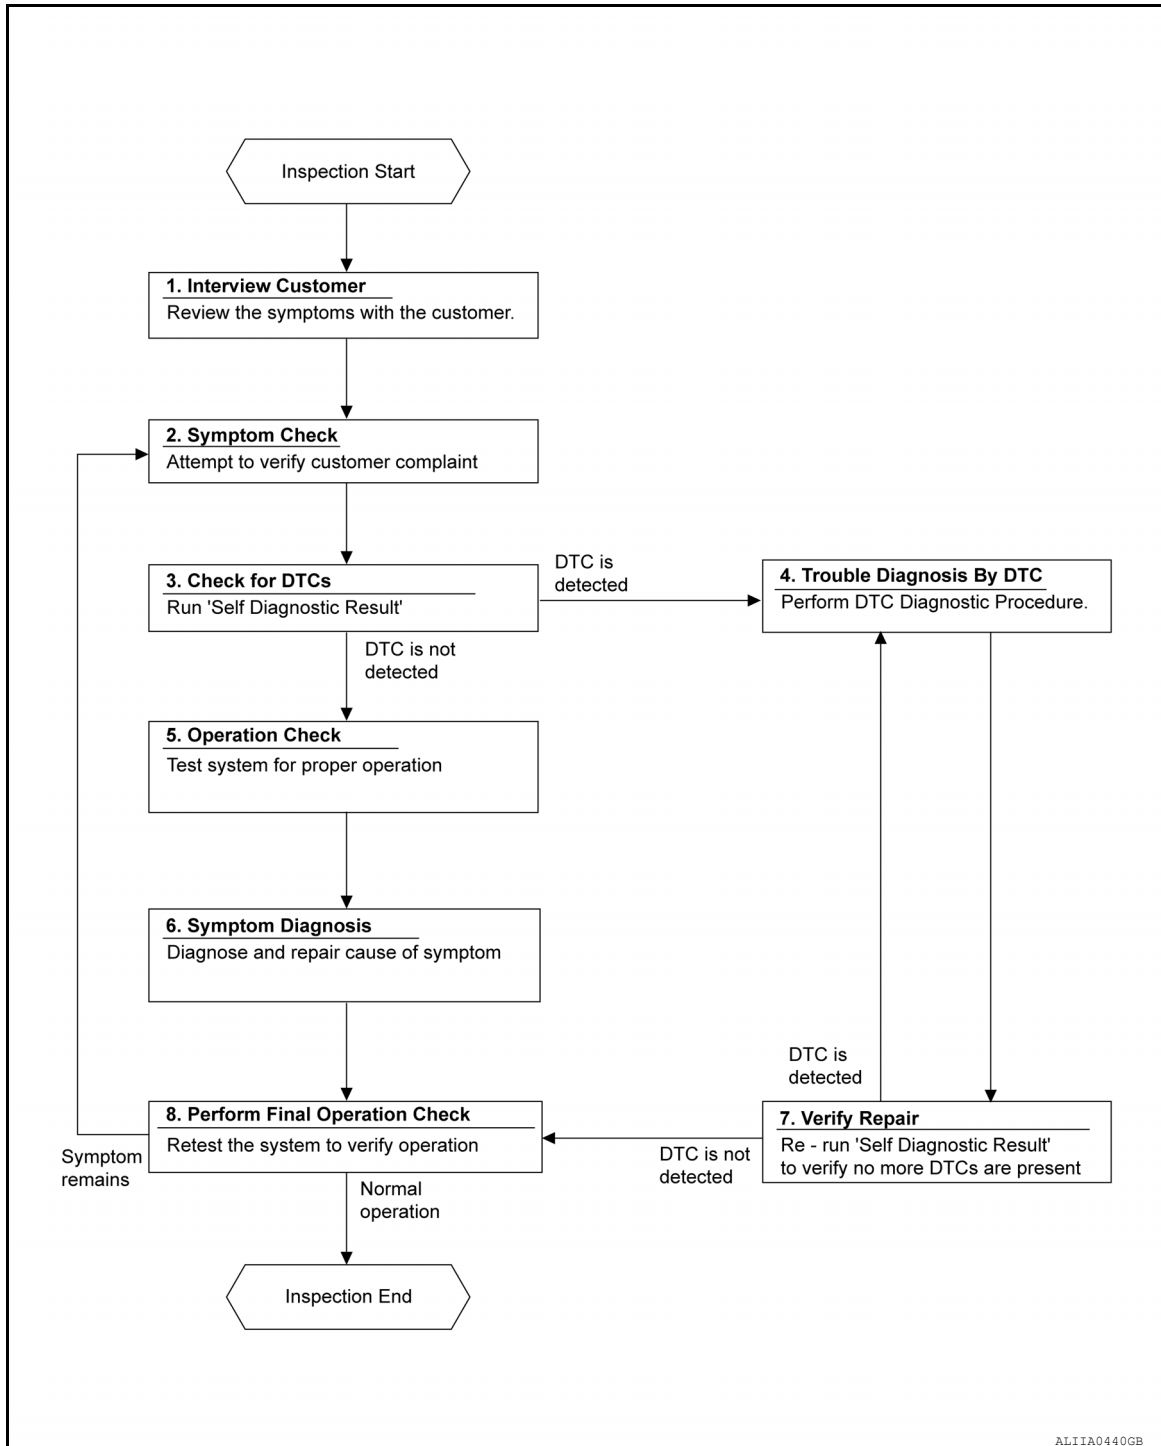 Inspection Start
1. Interview Customer
Review the symptoms with the customer.
2. Symptom Check
Attempt to verify customer complaint
3. Check for DTCs
Run 'Self Diagnostic Result'
DTC is
detected
4. Trouble Diagnosis By DTC
Perform DTC Diagnostic Procedure.
DTC is not
detected
5. Operation Check
Test system for proper operation
6. Symptom Diagnosis
Diagnose and repair cause of symptom
DTC is
detected
7. Verify Repair
Re - run 'Self Diagnostic Result'
to verify no more DTCs are present
DTC is not
detected
8. Perform Final Operation Check
Retest the system to verify operation
Symptom
remains
Normal
operation
Inspection End
ALIIA0440GB